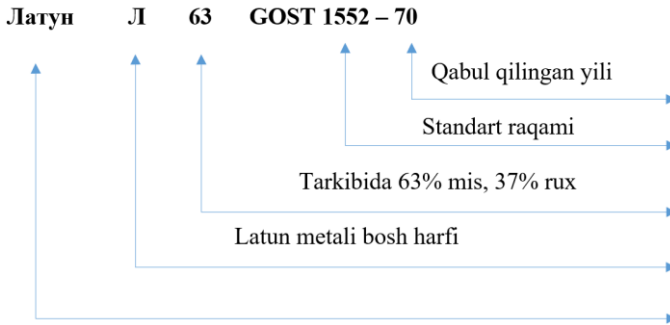 Латун Л 63 GOST 1552 – 70
Qabul qilingan yili
Standart raqami
Tarkibida 63% mis, 37% rux
Latun metali bosh harfi